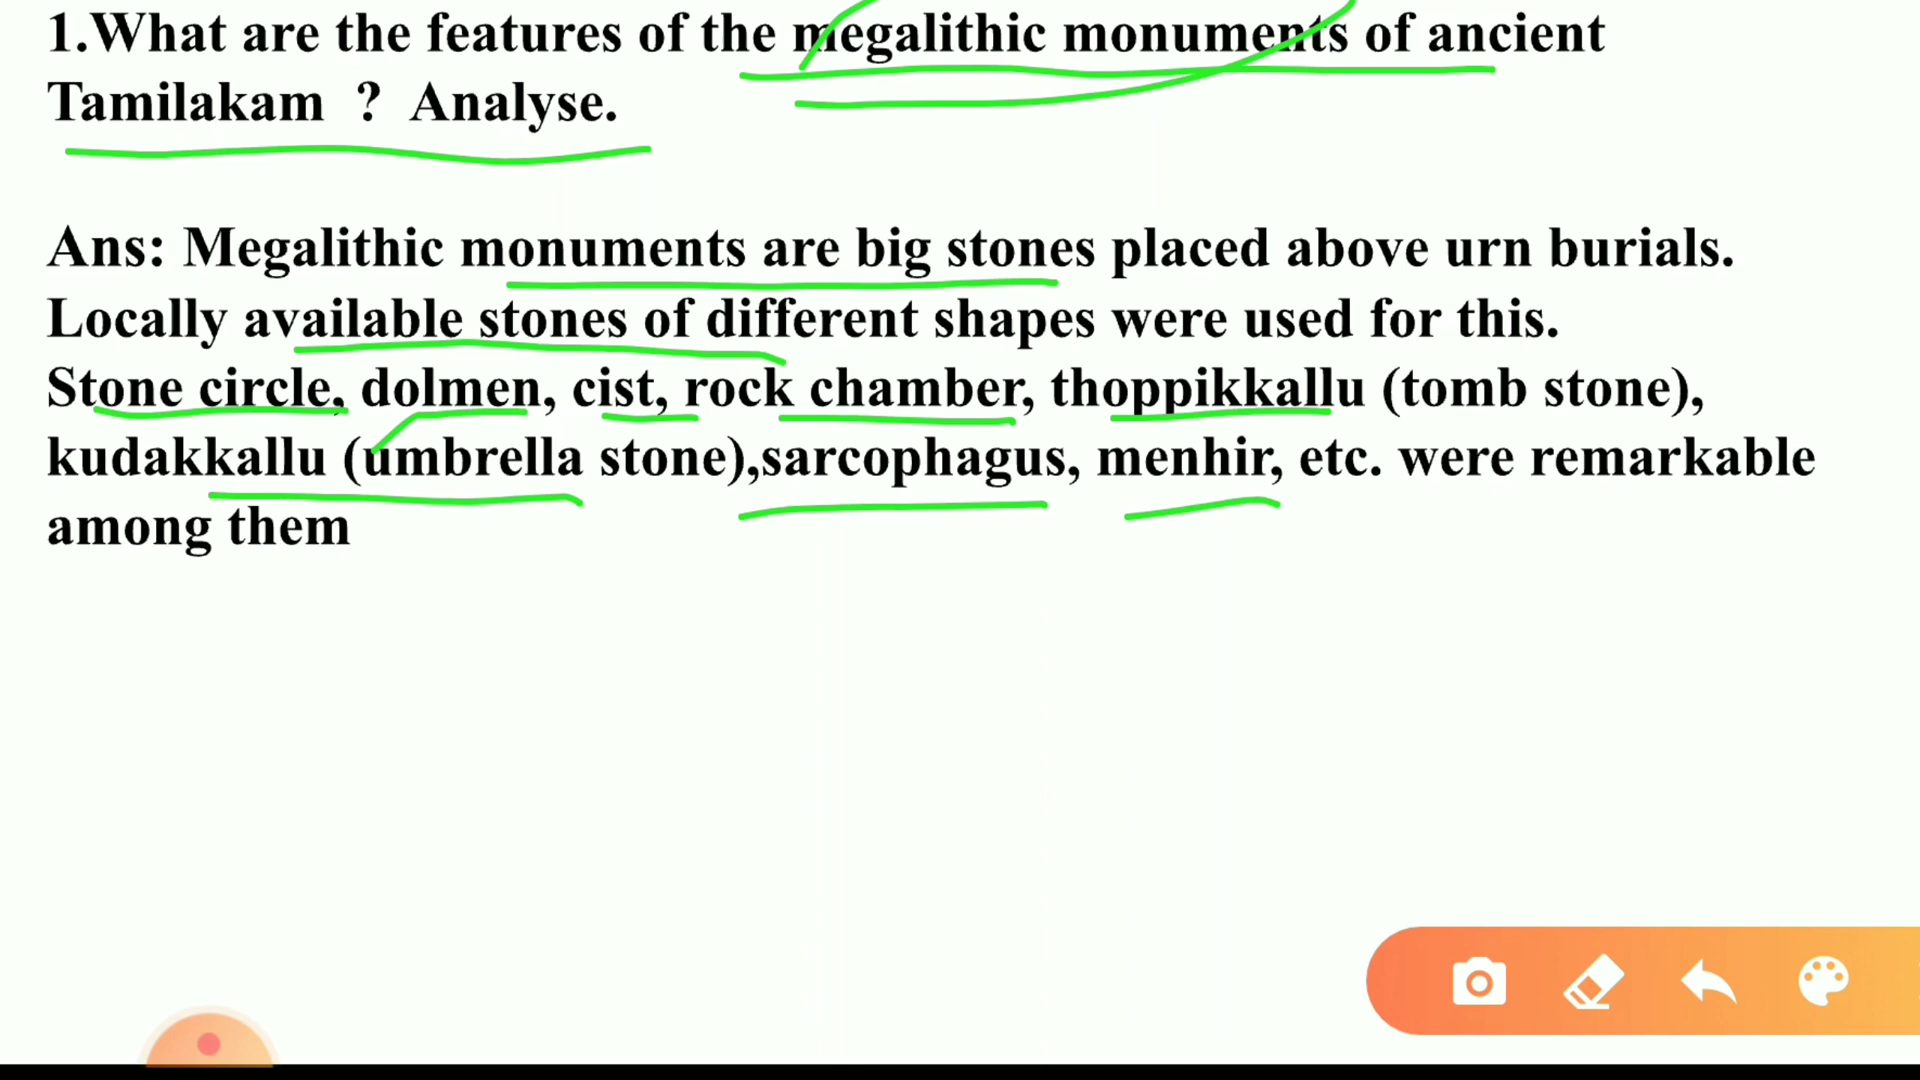 1.What are the features of the megalithic monuments of ancient
Tamilakam ? Analyse.
Ans: Megalithic monuments are big stones placed above urn burials.
Locally available stones of different shapes were used for this.
Stone circle, dolmen, cist, rock chamber, thoppikkallu (tomb stone),
kudakkallu (umbrella stone),sarcophagus, menhir, etc. were remarkable
among them